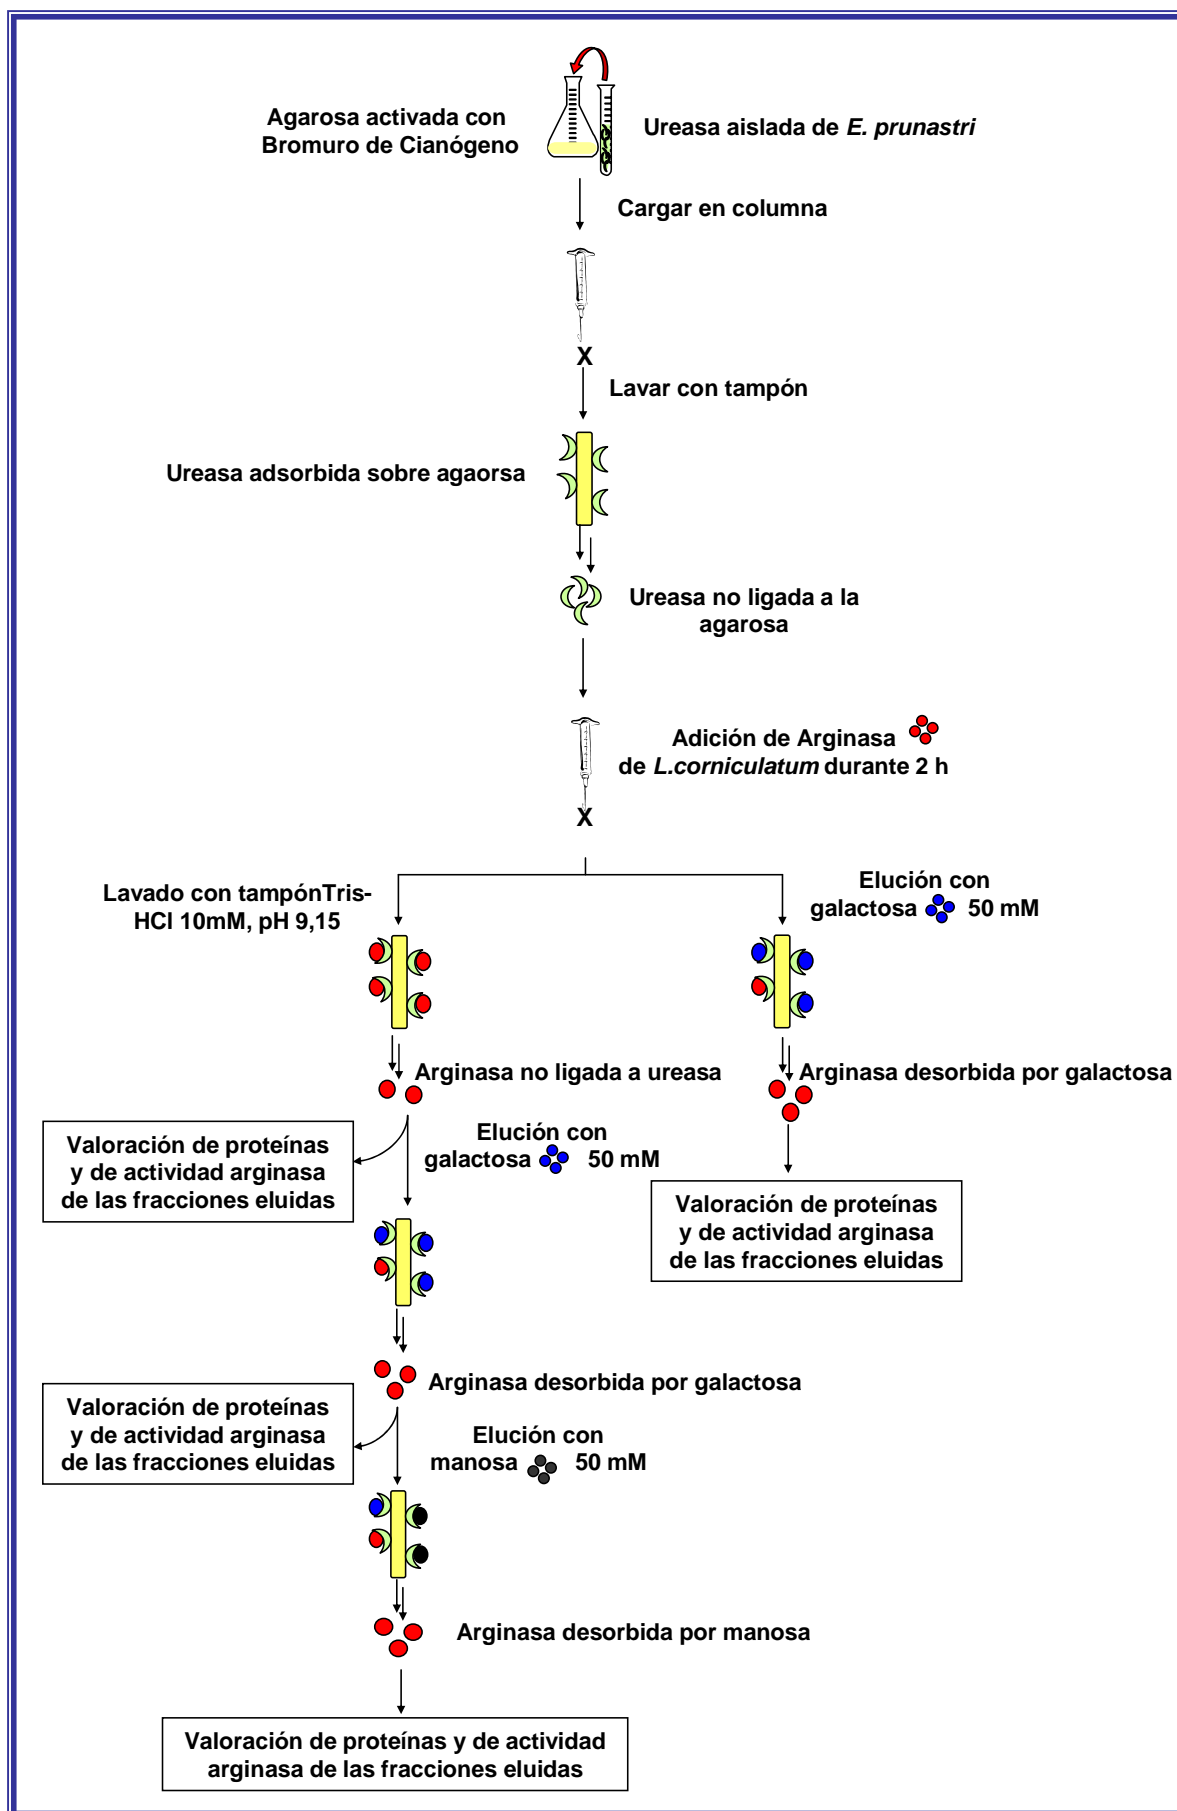 Agarosa activada con
Bromuro de Cianógeno
Ureasa aislada de E. prunastri
Cargar en columna
X
Lavar con tampón
Ureasa adsorbida sobre agaorsa
Ureasa no ligada a la
agarosa
Adición de Arginasa
de L.corniculatum durante 2 h
X
Lavado con tampónTris-
HCl 10mM, pH 9,15
Elución con
galactosa 50 mM
Arginasa no ligada a ureasa
Arginasa desorbida por galactosa
Valoración de proteínas
y de actividad arginasa
de las fracciones eluidas
Elución con
galactosa 50 mM
Valoración de proteínas
y de actividad arginasa
de las fracciones eluidas
Arginasa desorbida por galactosa
Valoración de proteínas
y de actividad arginasa
de las fracciones eluidas
Elución con
manosa 50 mM
Arginasa desorbida por manosa
Valoración de proteínas y de actividad
arginasa de las fracciones eluidas